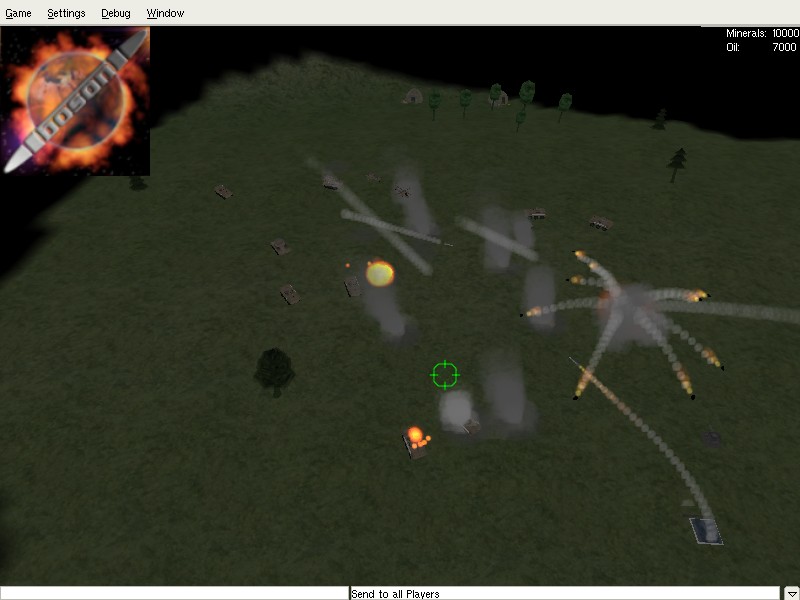 Game Settings Debug Window
Minerals: 10000
Oil: 7000
boson
Send to all Players